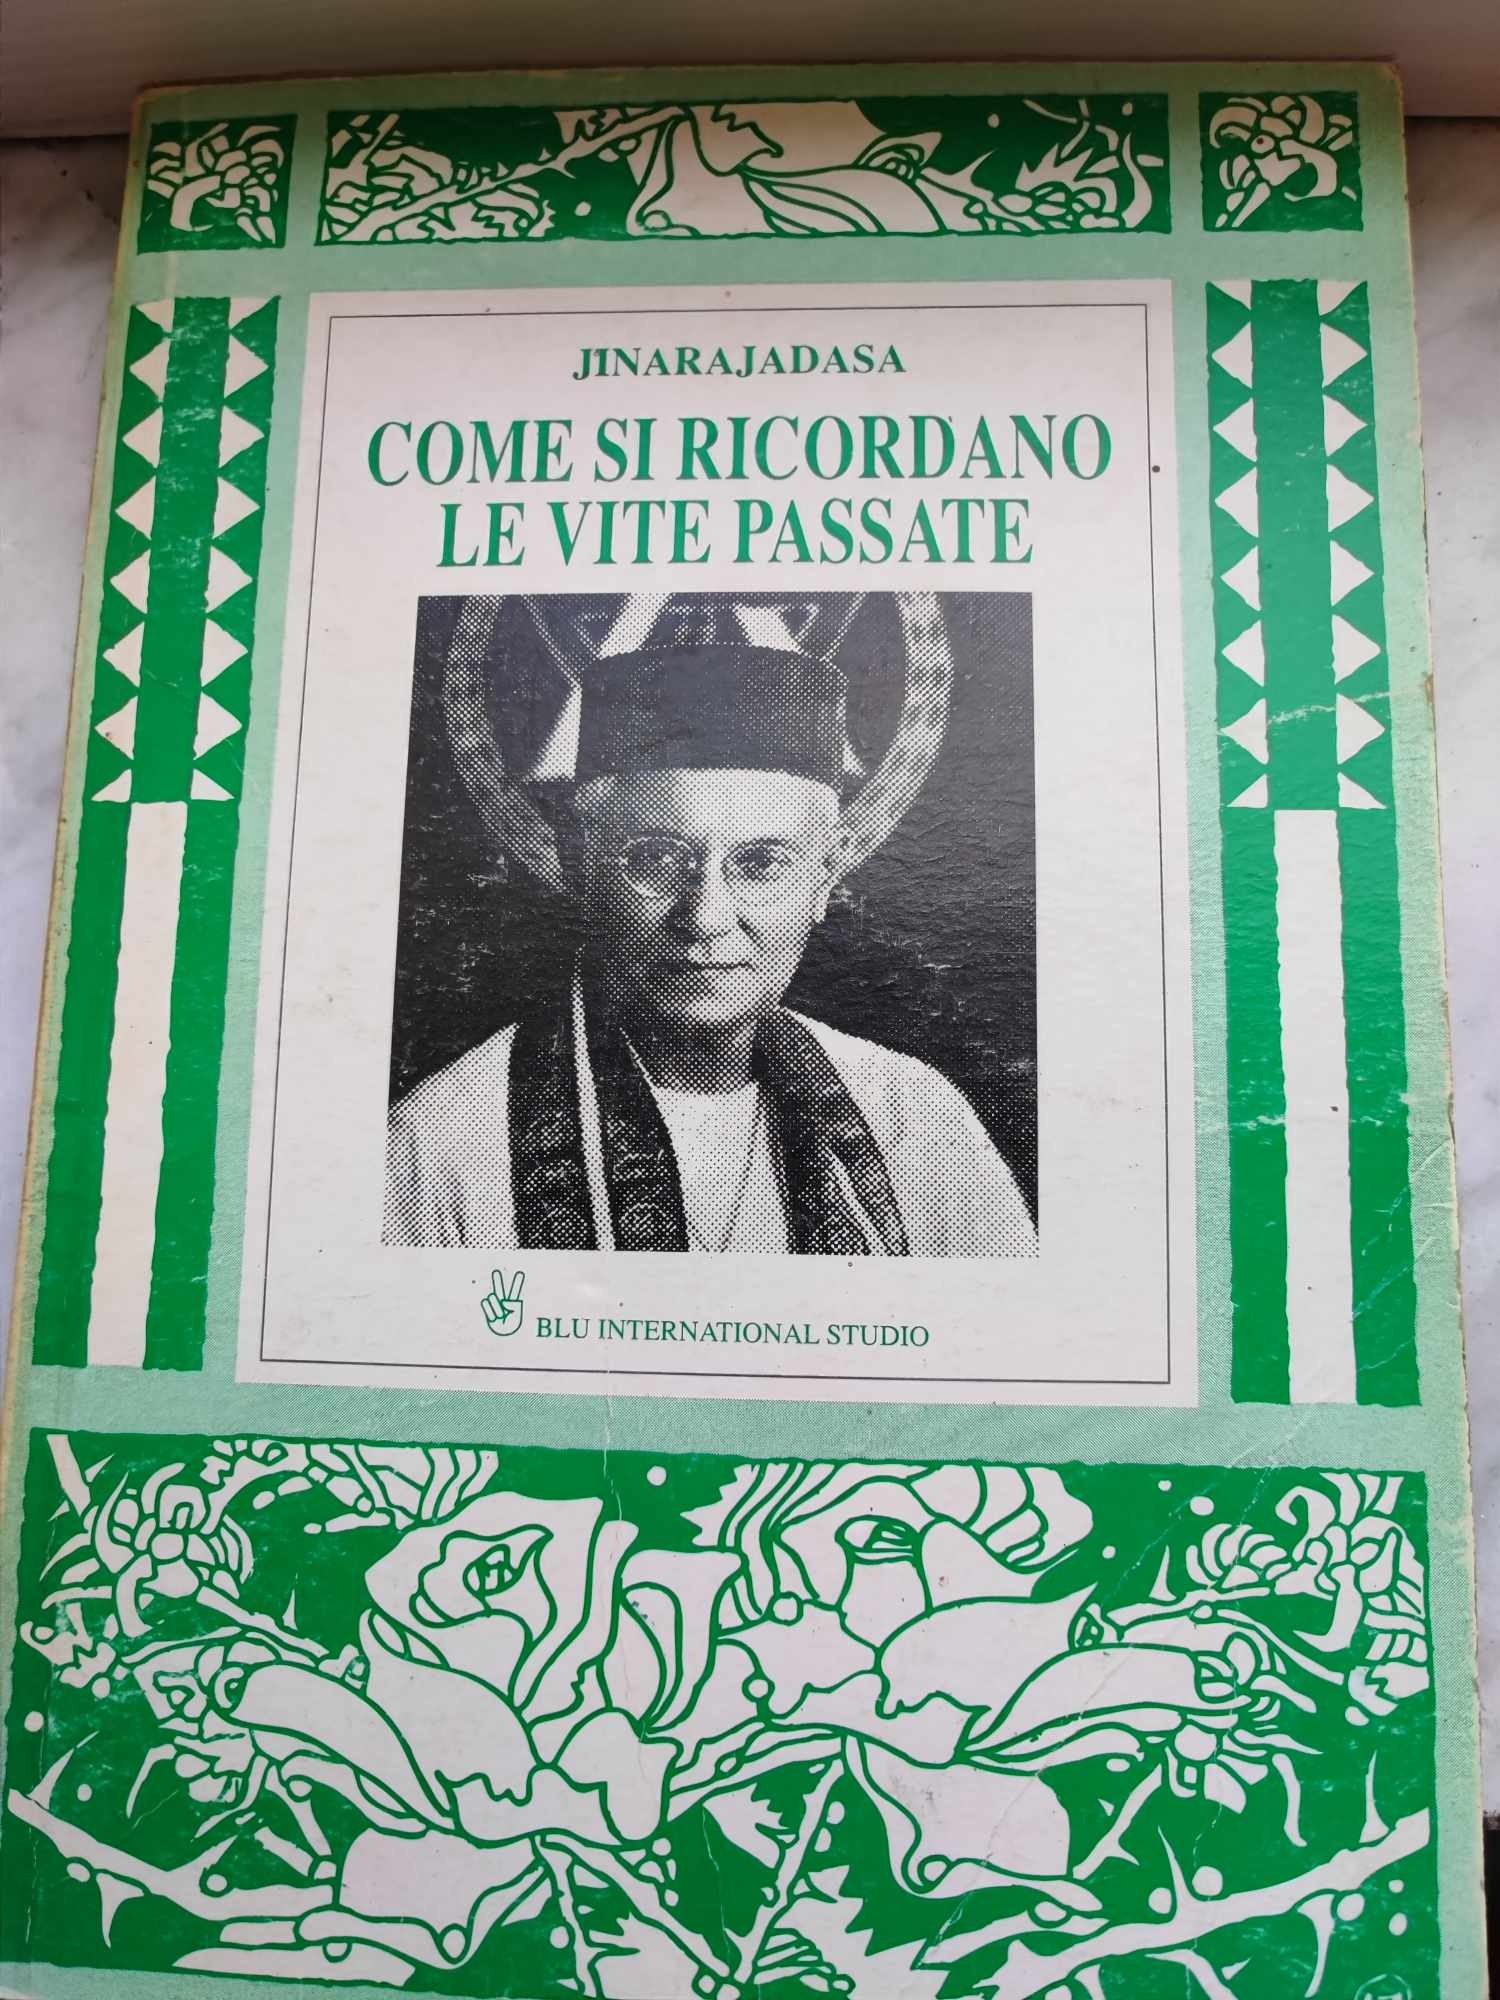 JINARAJADASA
COME SI RICORDANO
LE VITE PASSATE
BLU INTERNATIONAL STUDIO